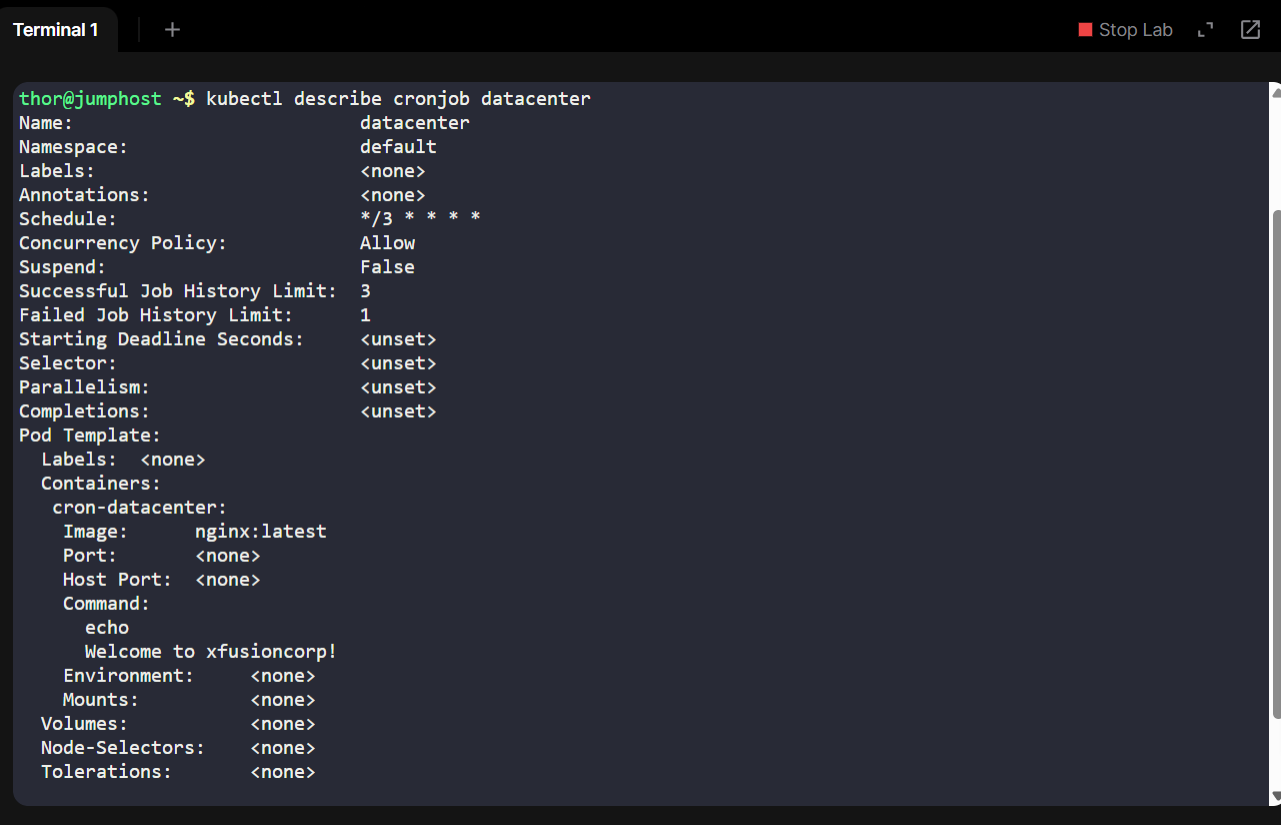 Terminal 1 + Stop Lab
thor@jumphost ~$ kubectl describe cronjob datacenter
Name: datacenter
Namespace: default
Labels: <none>
Annotations: <none>
Schedule: */3 * * * *
Concurrency Policy: Allow
Suspend: False
Successful Job History Limit: 3
Failed Job History Limit: 1
Starting Deadline Seconds: <unset>
Selector: <unset>
Parallelism: <unset>
Completions: <unset>
Pod Template:
Labels: <none>
Containers:
cron-datacenter:
Image: nginx:latest
Port: <none>
Host Port: <none>
Command:
echo
Welcome to xfusioncorp!
Environment: <none>
Mounts: <none>
Volumes: <none>
Node-Selectors: <none>
Tolerations: <none>